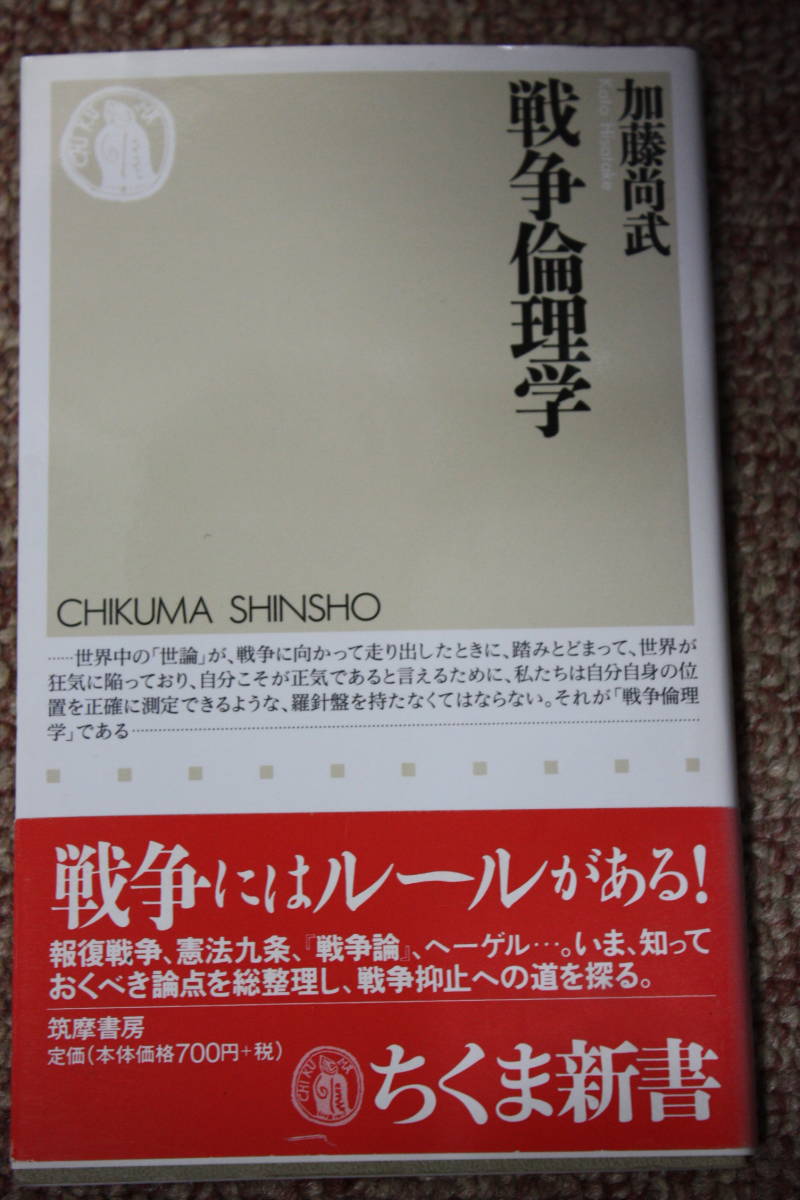 加藤尚武
Kato Hisatake
戦争倫理学
CHI KU MA
CHIKUMA SHINSHO
……世界中の「世論」が、戦争に向かって走り出したときに、踏みとどまって、世界が
狂気に陥っており、自分こそが正気であると言えるために、私たちは自分自身の位
置を正確に測定できるような、羅針盤を持たなくてはならない。それが「戦争倫理
学」である……
戦争にはルールがある!
報復戦争、憲法九条、『戦争論』、ヘーゲル…。いま、知って
おくべき論点を総整理し、戦争抑止への道を探る。
筑摩書房
定価(本体価格700円+税)
CHI KU MA
ちくま新書